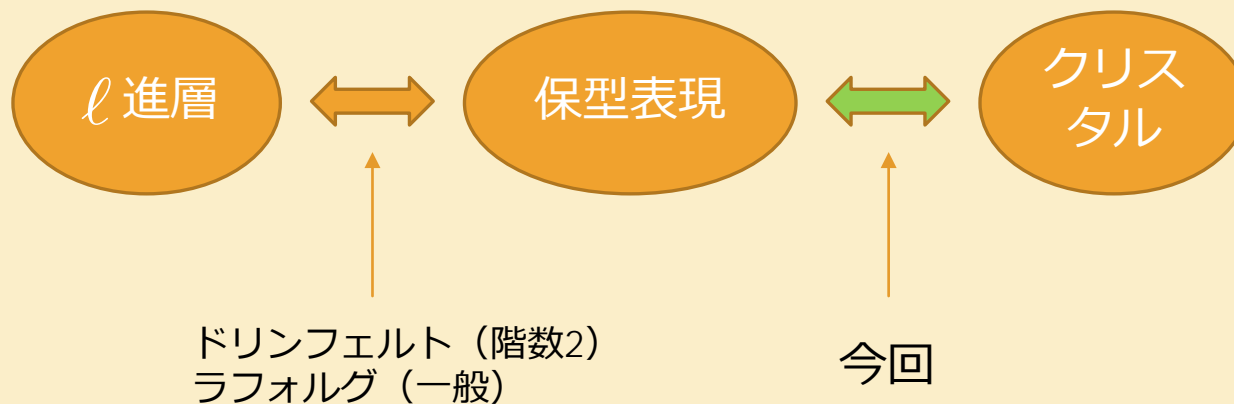 ℓ 進層
保型表現
クリス
タル
ドリンフェルト（階数2）
ラフォルグ（一般）
今回